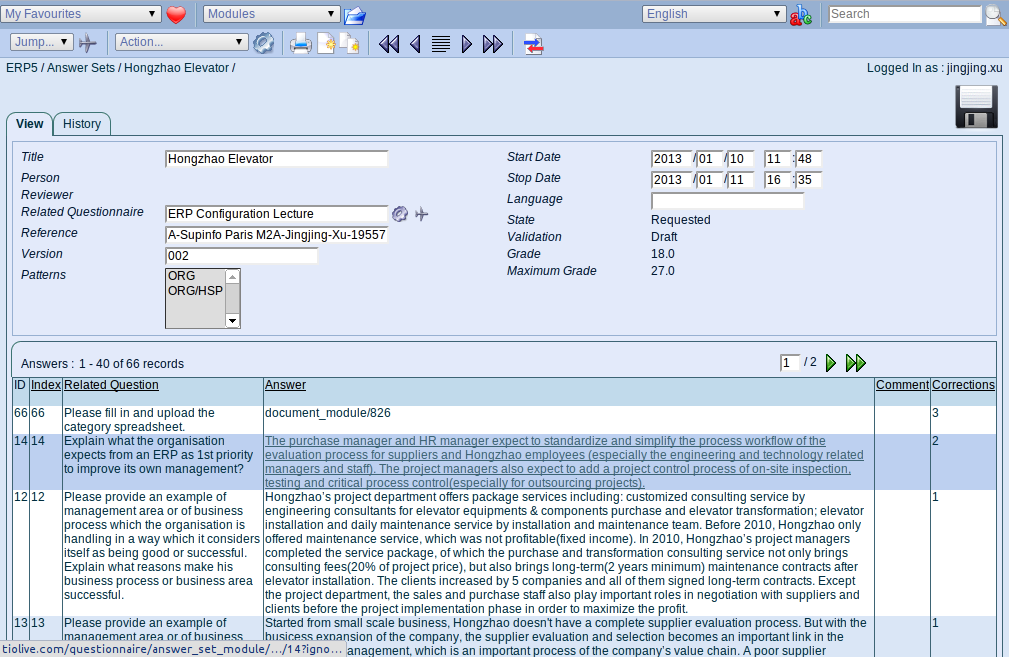 My Favourites Modules English Search
Jump... Action...
ERP5 / Answer Sets / Hongzhao Elevator / Logged In as : jingjing.xu
View History
Title Hongzhao Elevator Start Date 2013 / 01 / 10 11 : 48
Person Stop Date 2013 / 01 / 11 16 : 35
Reviewer Language
Related Questionnaire ERP Configuration Lecture State Requested
Reference A-Supinfo Paris M2A-Jingjing-Xu-19557 Validation Draft
Version 002 Grade 18.0
Patterns ORG Maximum Grade 27.0
ORG/HSP
Answers : 1 - 40 of 66 records 1 / 2
ID Index Related Question Answer Comment Corrections
66 66 Please fill in and upload the document_module/826 3
category spreadsheet.
14 14 Explain what the organisation The purchase manager and HR manager expect to standardize and simplify the process workflow of the 2
expects from an ERP as 1st priority evaluation process for suppliers and Hongzhao employees (especially the engineering and technology related
to improve its own management? managers and staff). The project managers also expect to add a project control process of on-site inspection,
testing and critical process control(especially for outsourcing projects).
12 12 Please provide an example of Hongzhao's project department offers package services including: customized consulting service by 1
management area or of business engineering consultants for elevator equipments & components purchase and elevator transformation; elevator
process which the organisation is installation and daily maintenance service by installation and maintenance team. Before 2010, Hongzhao only
handling in a way which it considers offered maintenance service, which was not profitable(fixed income). In 2010, Hongzhao's project managers
itself as being good or successful. completed the service package, of which the purchase and transformation consulting service not only brings
Explain what reasons make his consulting fees(20% of project price), but also brings long-term(2 years minimum) maintenance contracts after
business process or business area elevator installation. The clients increased by 5 companies and all of them signed long-term contracts. Except
successful. the project department, the sales and purchase staff also play important roles in negotiation with suppliers and
clients before the project implementation phase in order to maximize the profit.
13 13 Please provide an example of Started from small scale business, Hongzhao doesn't have a complete supplier evaluation process. But with the 1
management area or of business busicess expansion of the company, the supplier evaluation and selection becomes an important link in the
tiolive.com/questionnaire/answer_set_module/.../14?igno... anagement, which is an important process of the company's value chain. A poor supplier